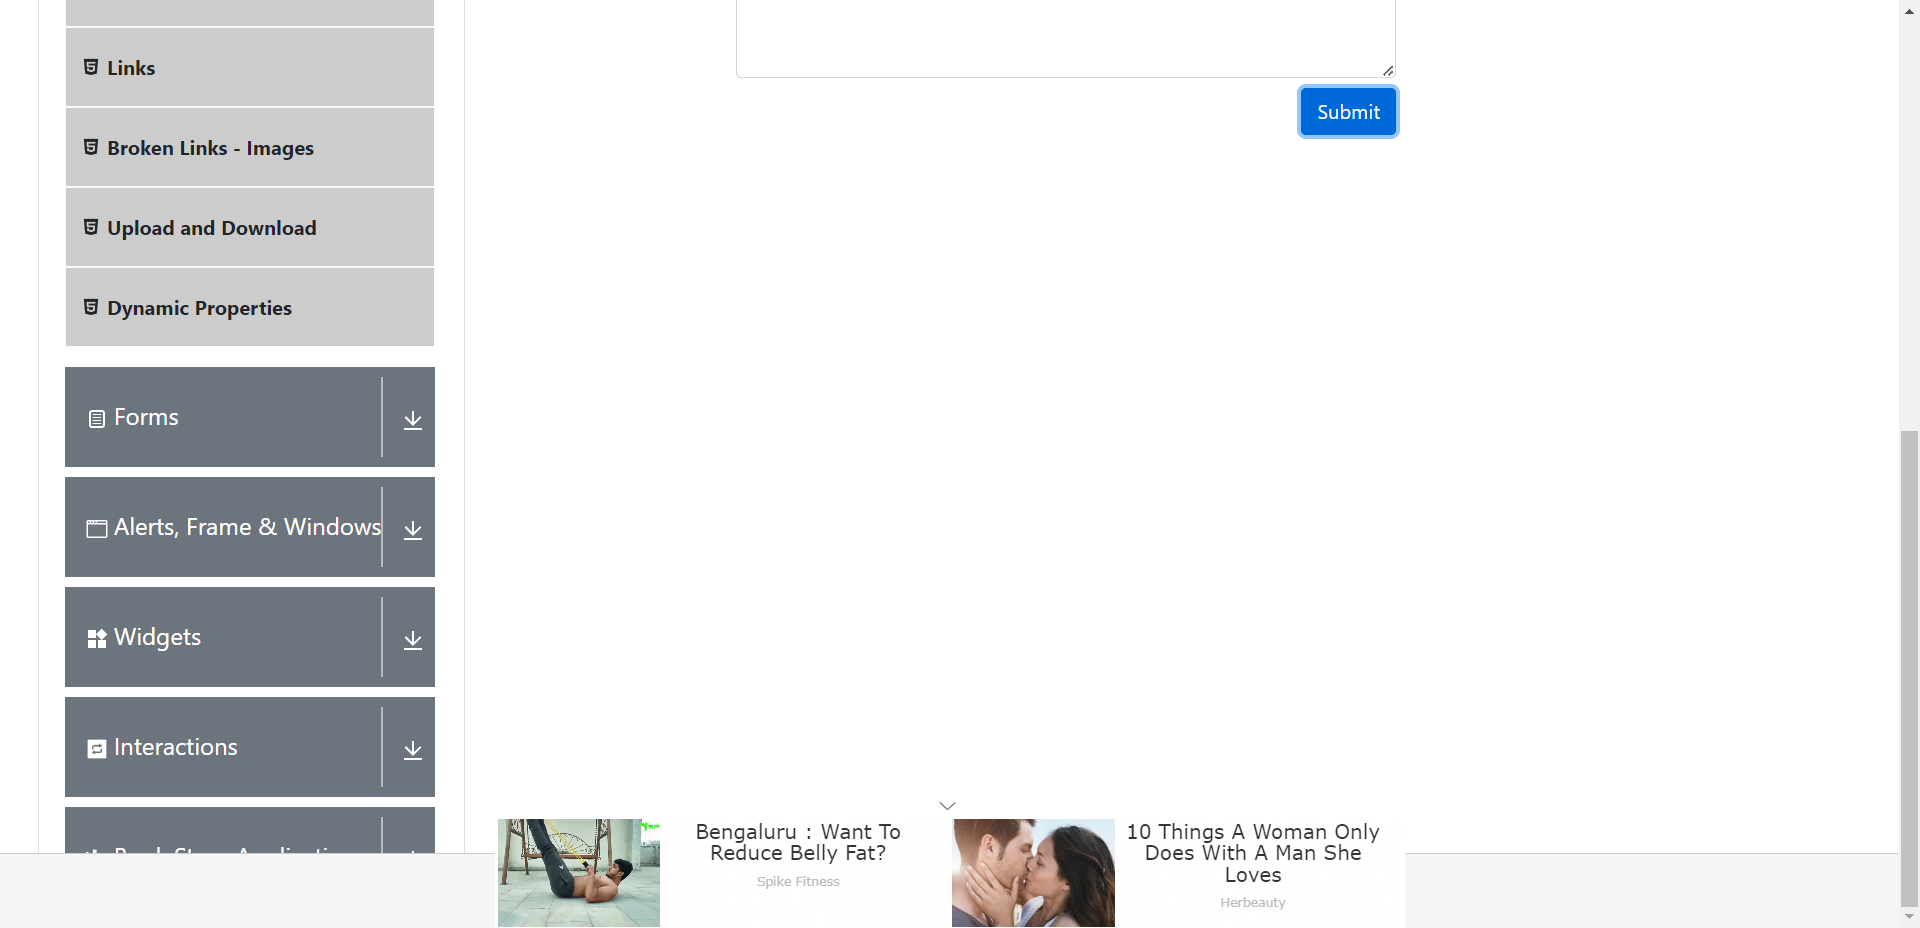 Links
Broken Links - Images
Upload and Download
Dynamic Properties
Forms
Alerts, Frame & Windows
Widgets
Interactions
Submit
Bengaluru : Want To
Reduce Belly Fat?
Spike Fitness
10 Things A Woman Only
Does With A Man She
Loves
Herbeauty